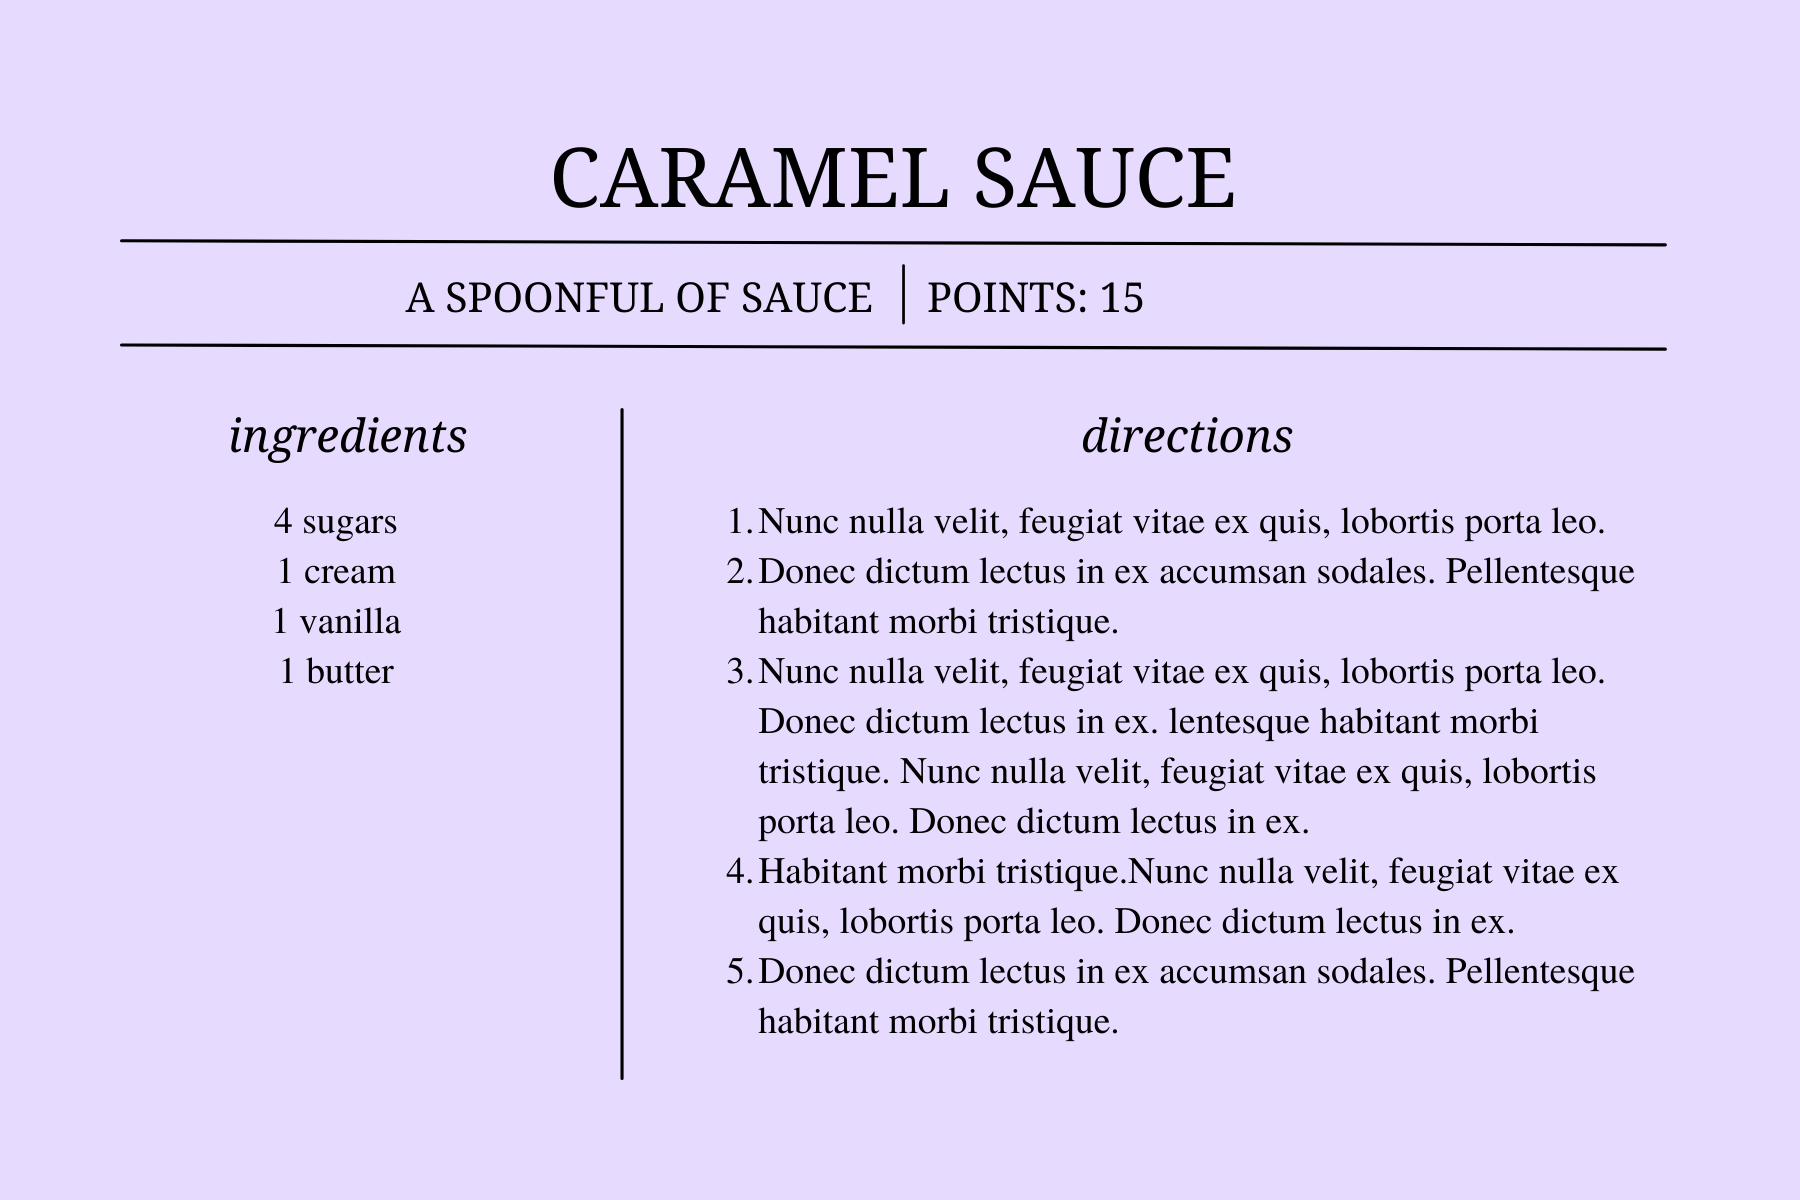 CARAMEL SAUCE
A SPOONFUL OF SAUCE POINTS: 15
ingredients
4 sugars
1 cream
1 vanilla
1 butter
directions
1. Nunc nulla velit, feugiat vitae ex quis, lobortis porta leo.
2. Donec dictum lectus in ex accumsan sodales. Pellentesque
habitant morbi tristique.
3. Nunc nulla velit, feugiat vitae ex quis, lobortis porta leo.
Donec dictum lectus in ex. lentesque habitant morbi
tristique. Nunc nulla velit, feugiat vitae ex quis, lobortis
porta leo. Donec dictum lectus in ex.
4. Habitant morbi tristique.Nunc nulla velit, feugiat vitae ex
quis, lobortis porta leo. Donec dictum lectus in ex.
5. Donec dictum lectus in ex accumsan sodales. Pellentesque
habitant morbi tristique.